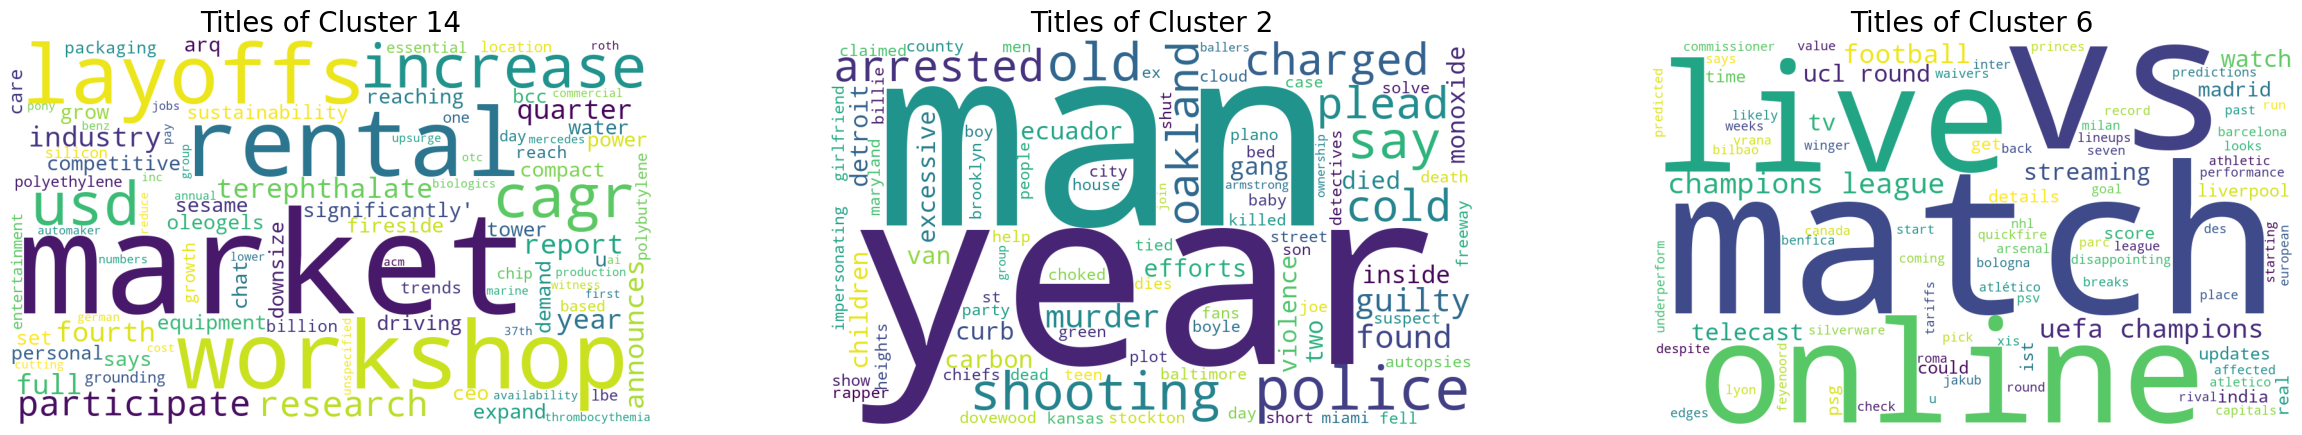 Titles of Cluster 14
packaging arq essential location roth
layoffs increase
care reaching bcc commercial
pony grow jobs sustainability one quarter
industry pay rental day mercedes water
silicon benz upsurge power
competitive group otc reach compact
polyethylene inc terephthalate biologics cagr
usd annual sesame significantly' polybutylene
automaker reduce oleogels fireside tower
entertainment market downsize report
numbers lower acm u ai
growth chat trends chip production
demand marine witness first
german billion unspecified driving 37th based year announces
set fourth equipment
personal cost says workshop
cutting grounding ceo availability lbe
full research expand thrombocythemia
participate
Titles of Cluster 2
claimed county men ballers
billie arrested old ex cloud charged
detroit man oakland shut case solve monoxide
girlfriend excessive boy ecuador plano plead
maryland brooklyn people city bed gang say
house armstrong detectives ownership died death
join baby killed cold
impersonating year help street freeway
van group tied son
children choked efforts violence inside
dies fans joe guilty
st party murder boyle two suspect
curb green found
heights carbon plot autopsies
chiefs dead teen baltimore
show rapper shooting police
dovewood kansas stockton day short miami fell
Titles of Cluster 6
commissioner value football princes
says live vs watch
time ucl round inter predictions
predicted waivers madrid
likely tv record past run
weeks yrana milan barcelona
bilbao winger get back lineups seven looks
streaming athletic
champions league details goal performance
liverpool
match nhl score
canada start quickfire league des
benfica arsenal parc disappointing starting european
underperform coming bologna
atlético breaks
psv place
tariffs
telecast silverware pick xis uefa champions
despite online roma ist updates
could affected
lyon feyenoord jakub round atletico
psg rival india real
edges check u capitals